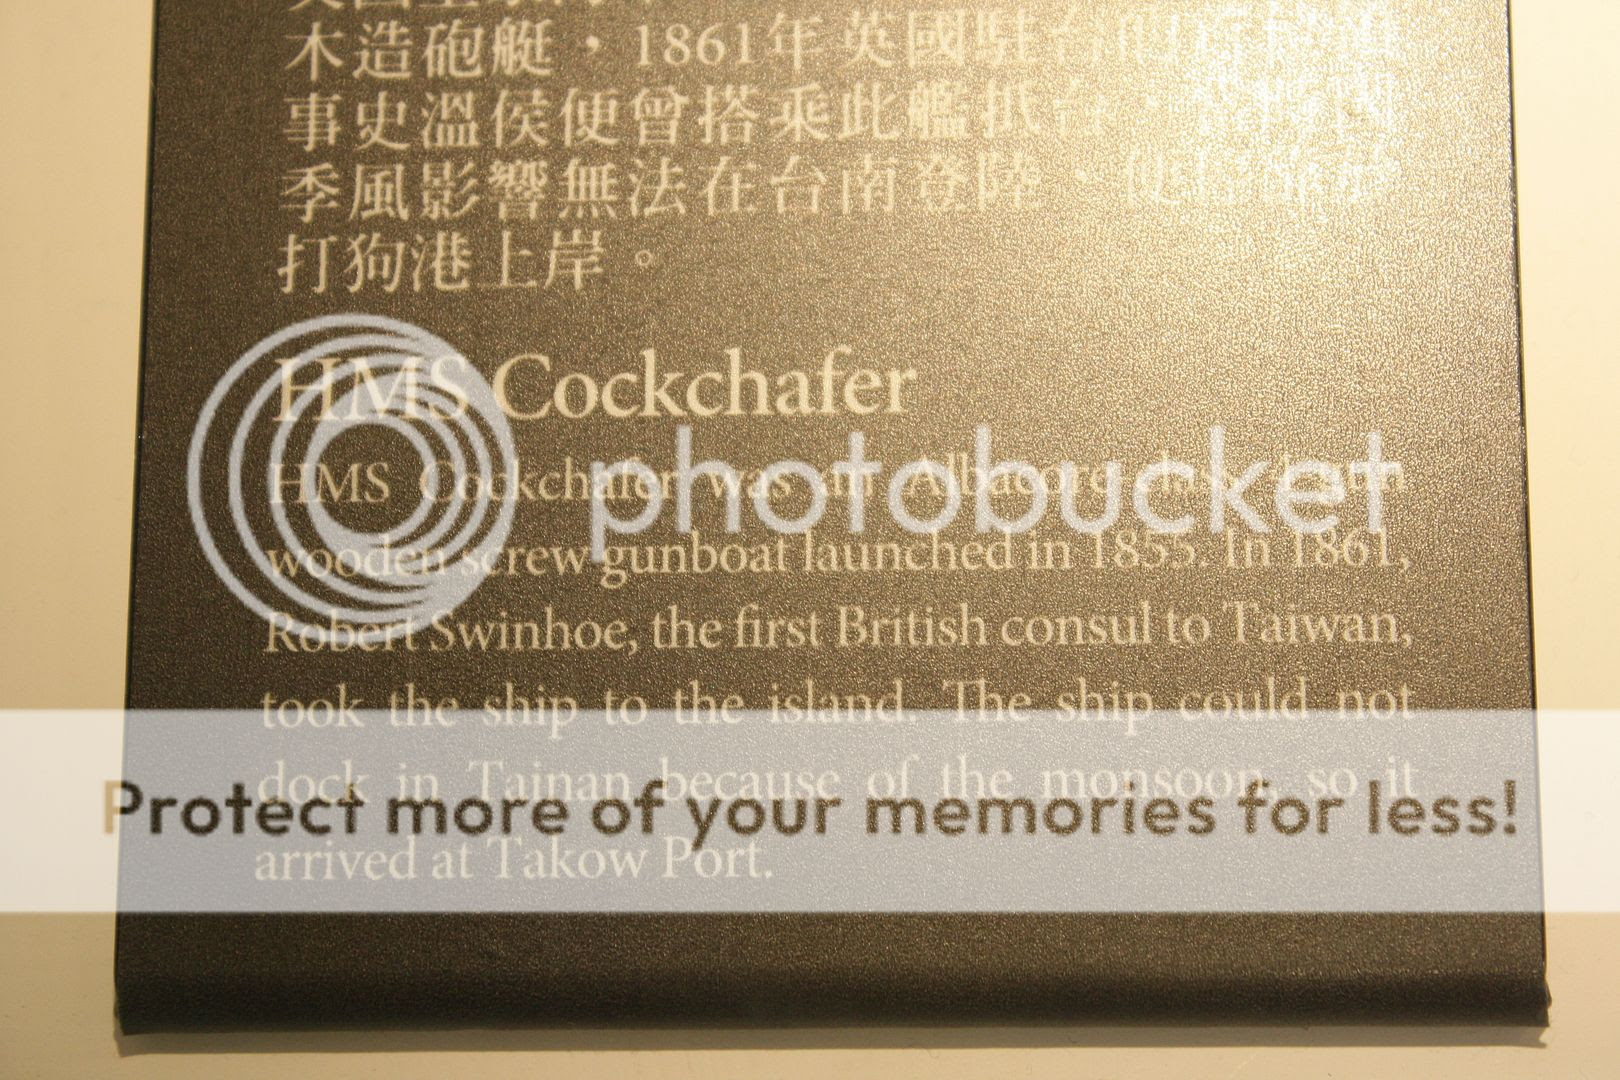 木造砲艇，1861年英國駐台
事史溫侯便曾搭乘此艦抵台，
季風影響無法在台南登陸，便
打狗港上岸。
HMS Cockchafer
HMS Cockchafer was an Albacore class
wooden screw gunboat launched in 1855. In 1861,
Robert Swinhoe, the first British consul to Taiwan,
took the ship to the island. The ship could not
dock in Tainan because of the monsoon, so it
arrived at Takow Port.
photobucket
Protect more of your memories for less!